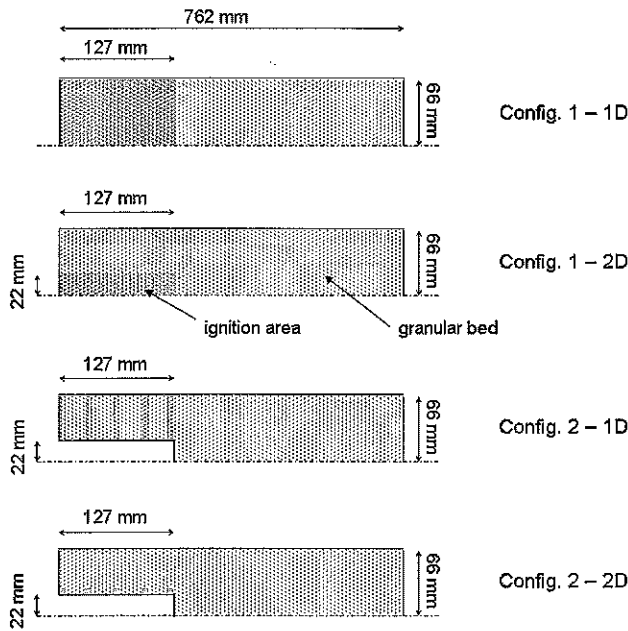 762 mm
127 mm
66 mm
Config. 1 – 1D
127 mm
66 mm
22 mm
Config. 1 – 2D
ignition area
granular bed
127 mm
66 mm
22 mm
Config. 2 – 1D
127 mm
66 mm
22 mm
Config. 2 – 2D